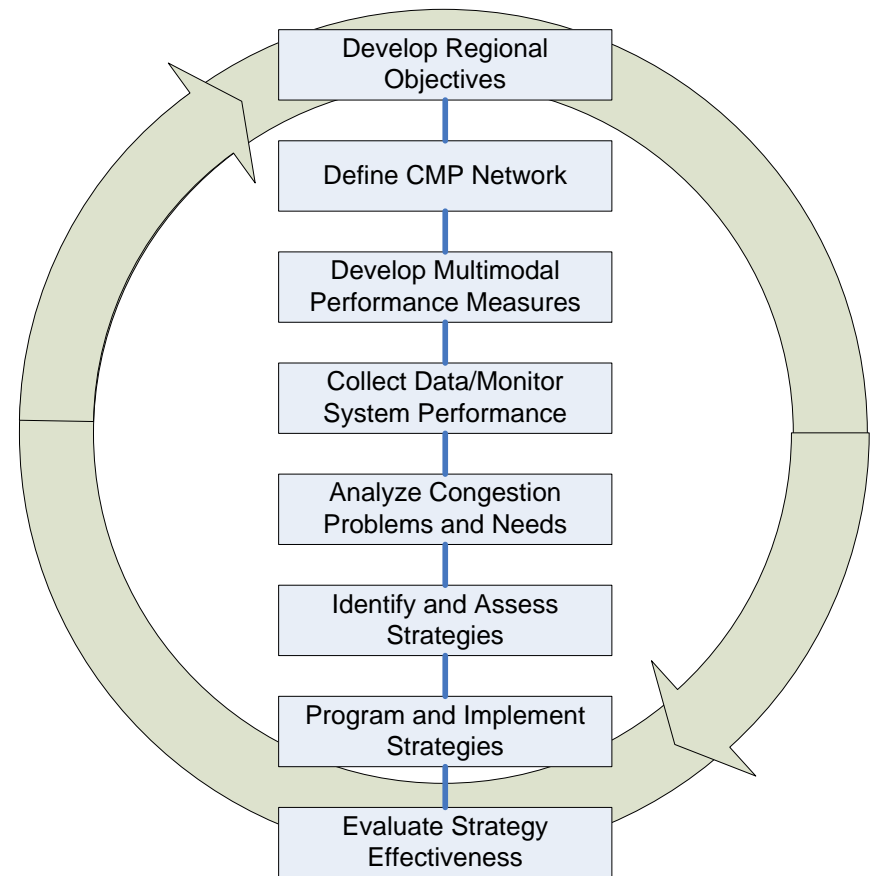 Develop Regional
Objectives
Define CMP Network
Develop Multimodal
Performance Measures
Collect Data/Monitor
System Performance
Analyze Congestion
Problems and Needs
Identify and Assess
Strategies
Program and Implement
Strategies
Evaluate Strategy
Effectiveness